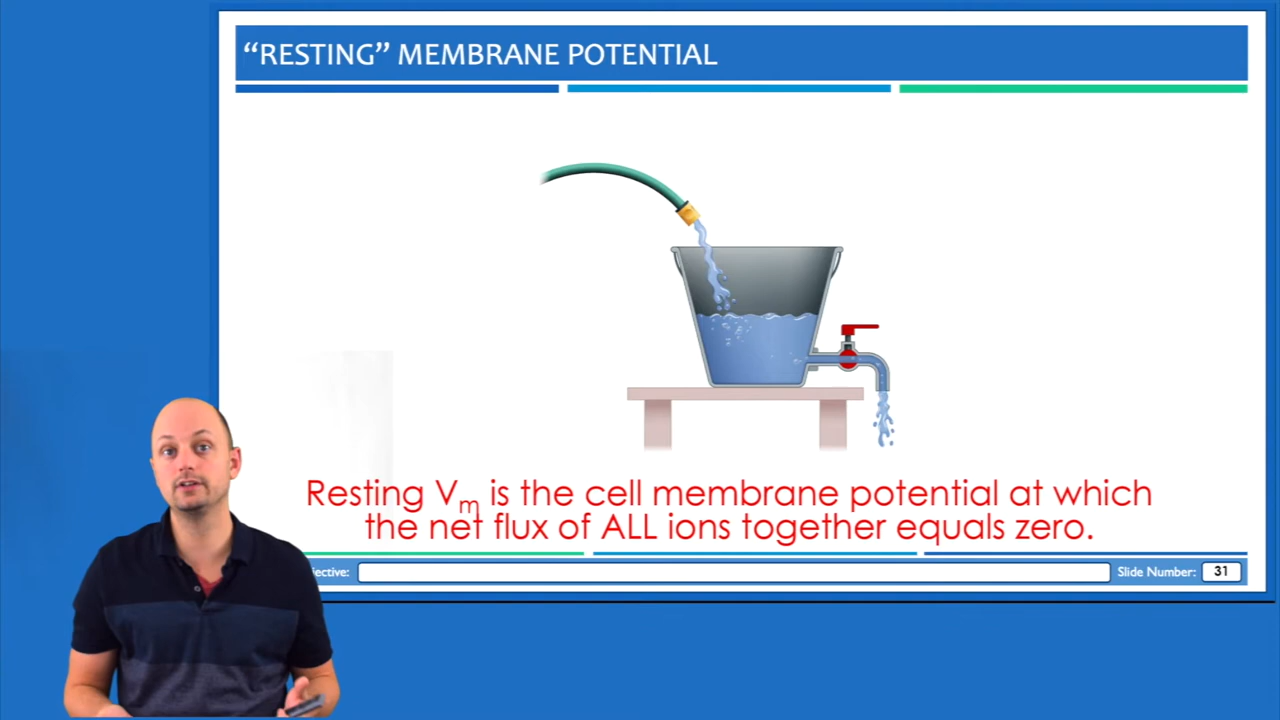 “RESTING” MEMBRANE POTENTIAL
Resting Vm is the cell membrane potential at which
the net flux of ALL ions together equals zero.
Slide Number: 31